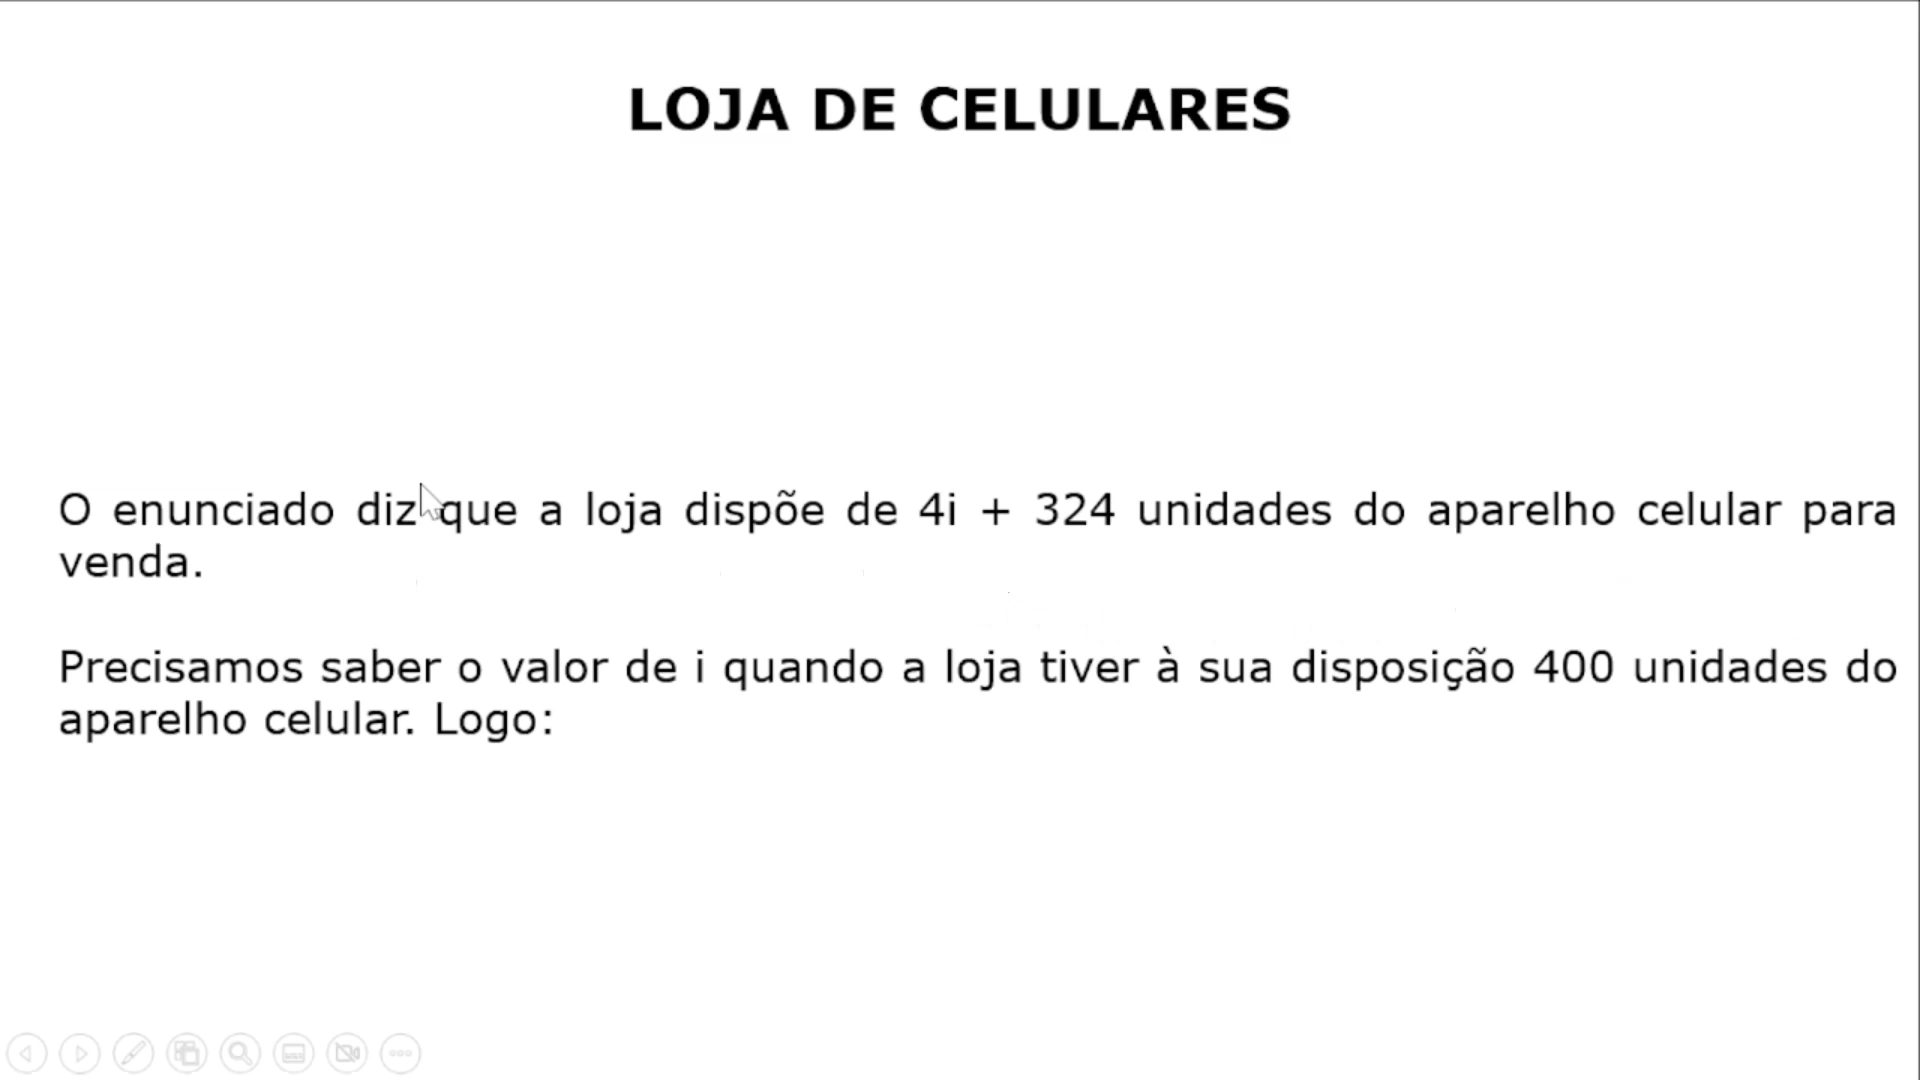 LOJA DE CELULARES
O enunciado diz que a loja dispõe de 4i + 324 unidades do aparelho celular para
venda.
Precisamos saber o valor de i quando a loja tiver à sua disposição 400 unidades do
aparelho celular. Logo: